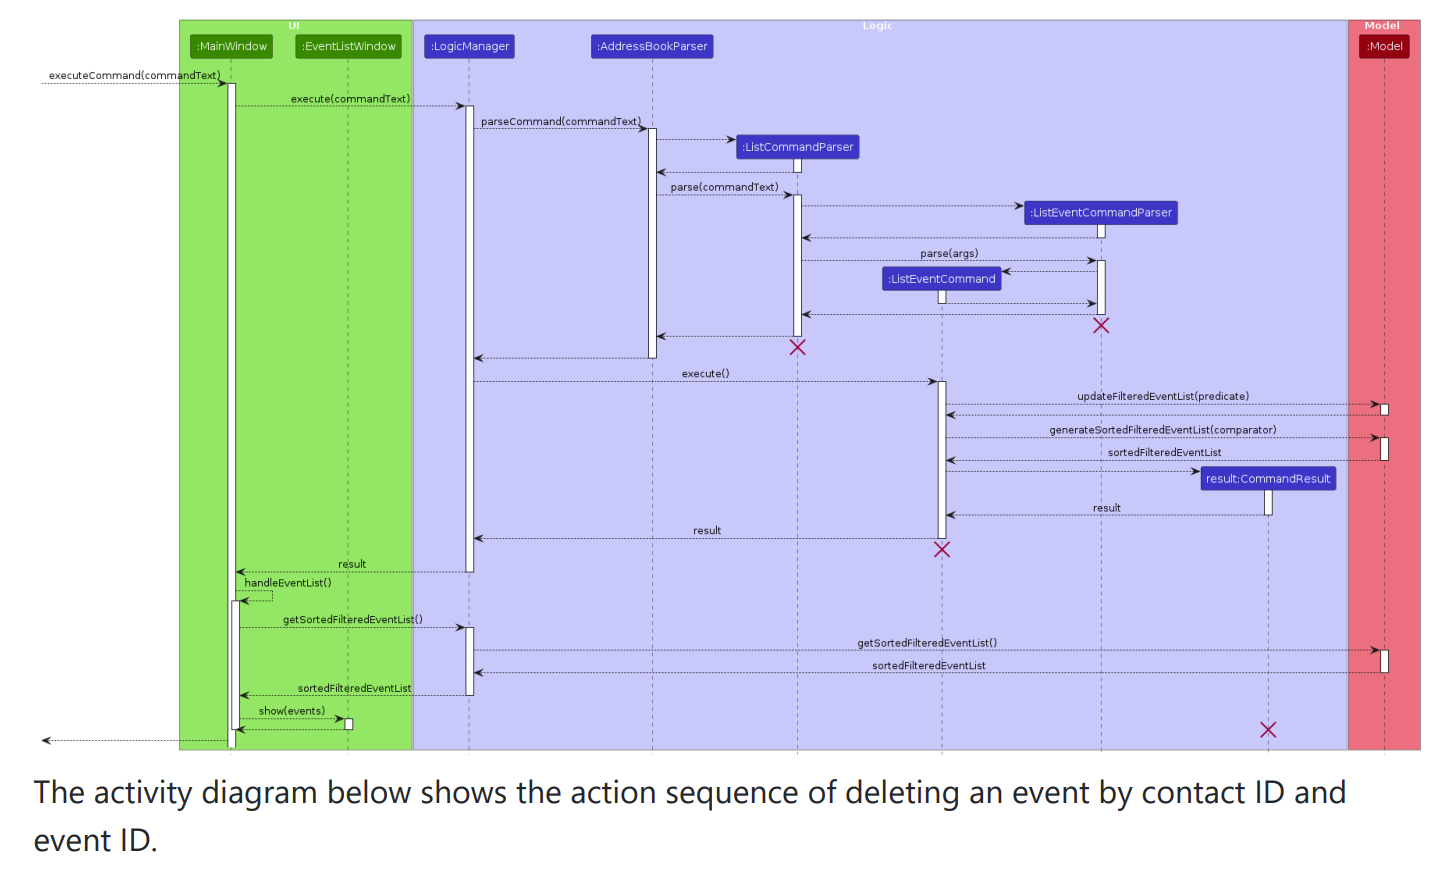 UI
Logic
Model
:MainWindow
:EventListWindow
:LogicManager
:AddressBookParser
:Model
executeCommand(commandText)
execute(commandText)
parseCommand(commandText)
:ListCommandParser
parse(commandText)
:ListEventCommandParser
parse(args)
:ListEventCommand
execute()
updateFilteredEventList(predicate)
generateSortedFilteredEventList(comparator)
sortedFilteredEventList
result:CommandResult
result
result
result
handleEventList()
getSortedFilteredEventList()
getSortedFilteredEventList()
sortedFilteredEventList
sortedFilteredEventList
show(events)
The activity diagram below shows the action sequence of deleting an event by contact ID and
event ID.